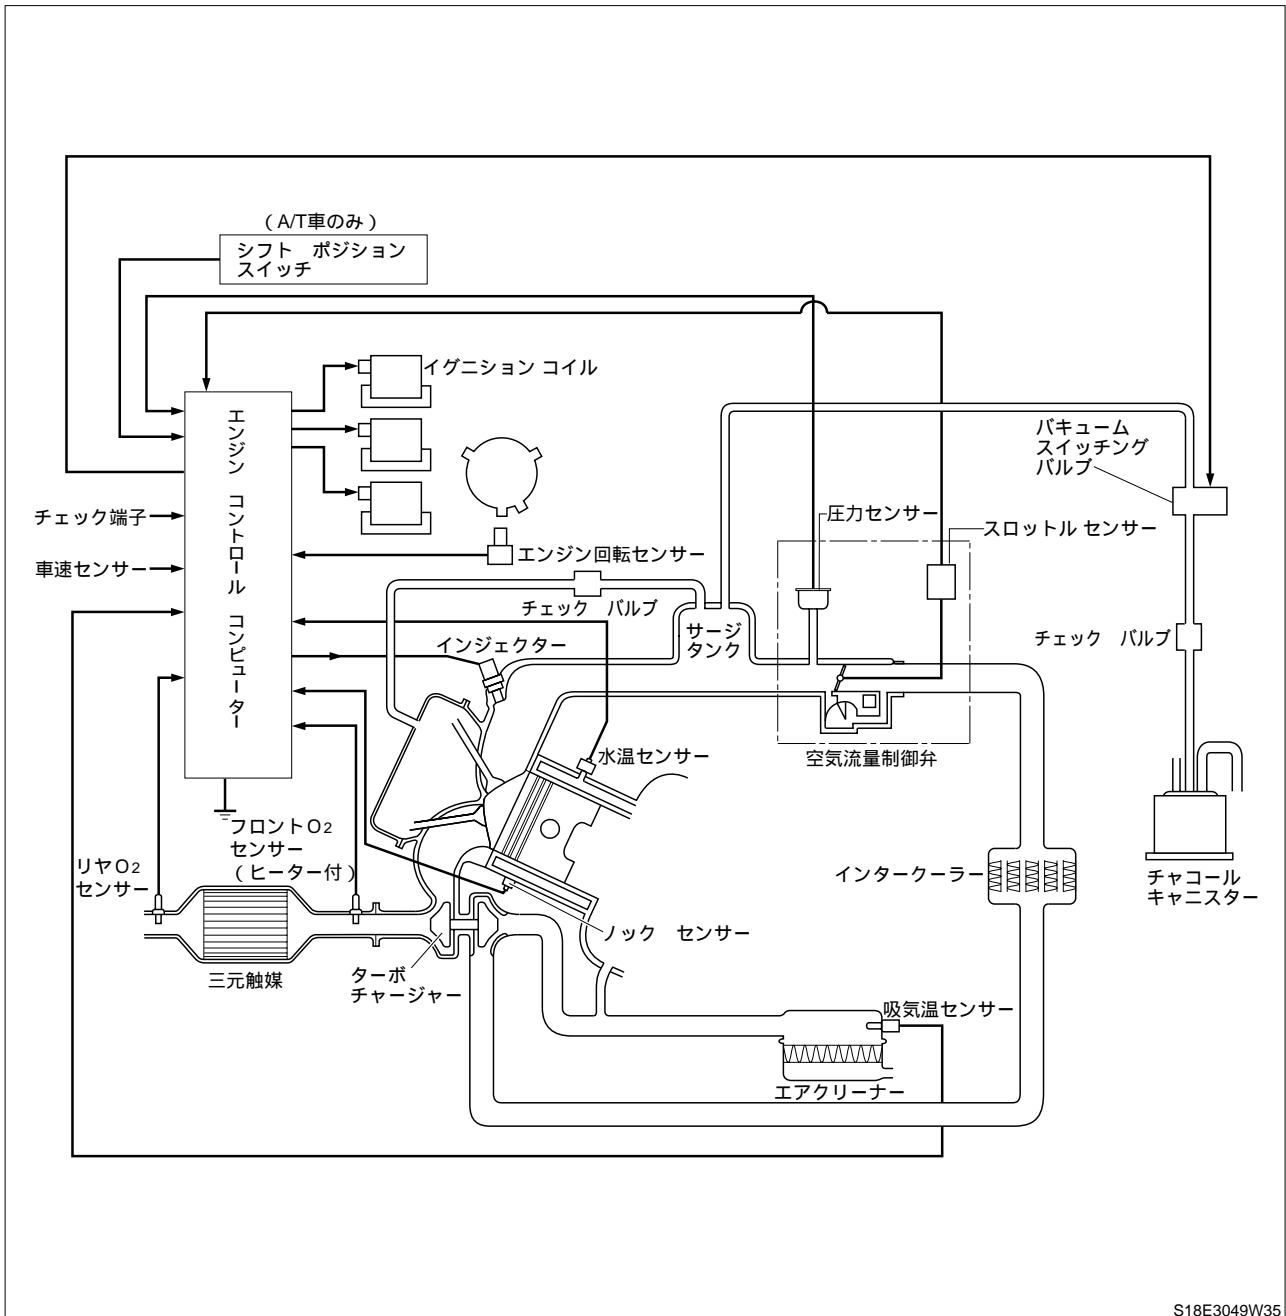 （A/T車のみ）
シフト　ポジション
スイッチ
イグニション コイル
エンジン　コントロール　コンピューター
バキューム
スイッチング
バルブ
チェック端子
圧力センサー
スロットル センサー
エンジン回転センサー
車速センサー
チェック　バルブ
サージ
タンク
チェック　バルブ
インジェクター
水温センサー
空気流量制御弁
フロントO2
センサー
（ヒーター付）
リヤO2
センサー
インタークーラー
チャコール
キャニスター
ノック　センサー
三元触媒
ターボ
チャージャー
吸気温センサー
エアクリーナー
S18E3049W35